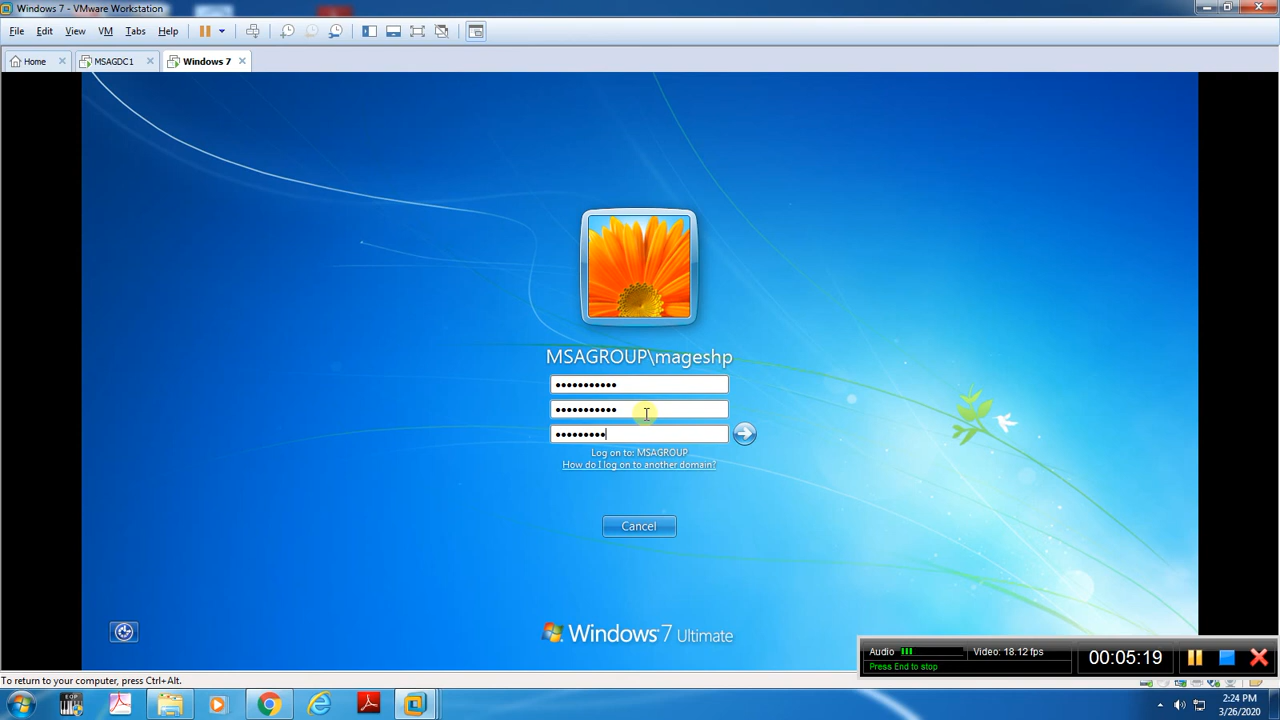 Windows 7 - VMware Workstation
File Edit View VM Tabs Help
Home MSAGDC1 Windows 7
MSAGROUP\mageshp
•••••••••••
•••••••••••
•••••••••
Log on to: MSAGROUP
How do I log on to another domain?
Cancel
Windows 7 Ultimate
Audio Video: 18.12 fps
Press End to stop
00:05:19
To return to your computer, press Ctrl+Alt.
EOP
2:24 PM
3/26/2020